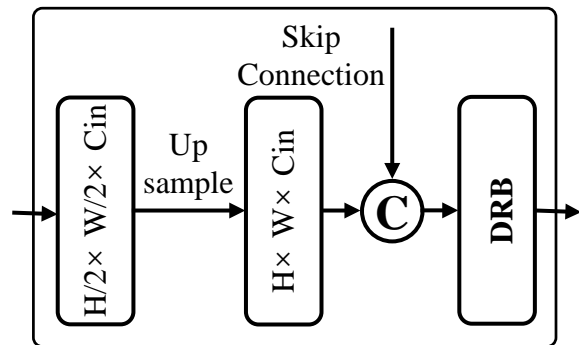 Skip
Connection
H/2× W/2× Cin
Up
sample
H× W× Cin
C
DRB